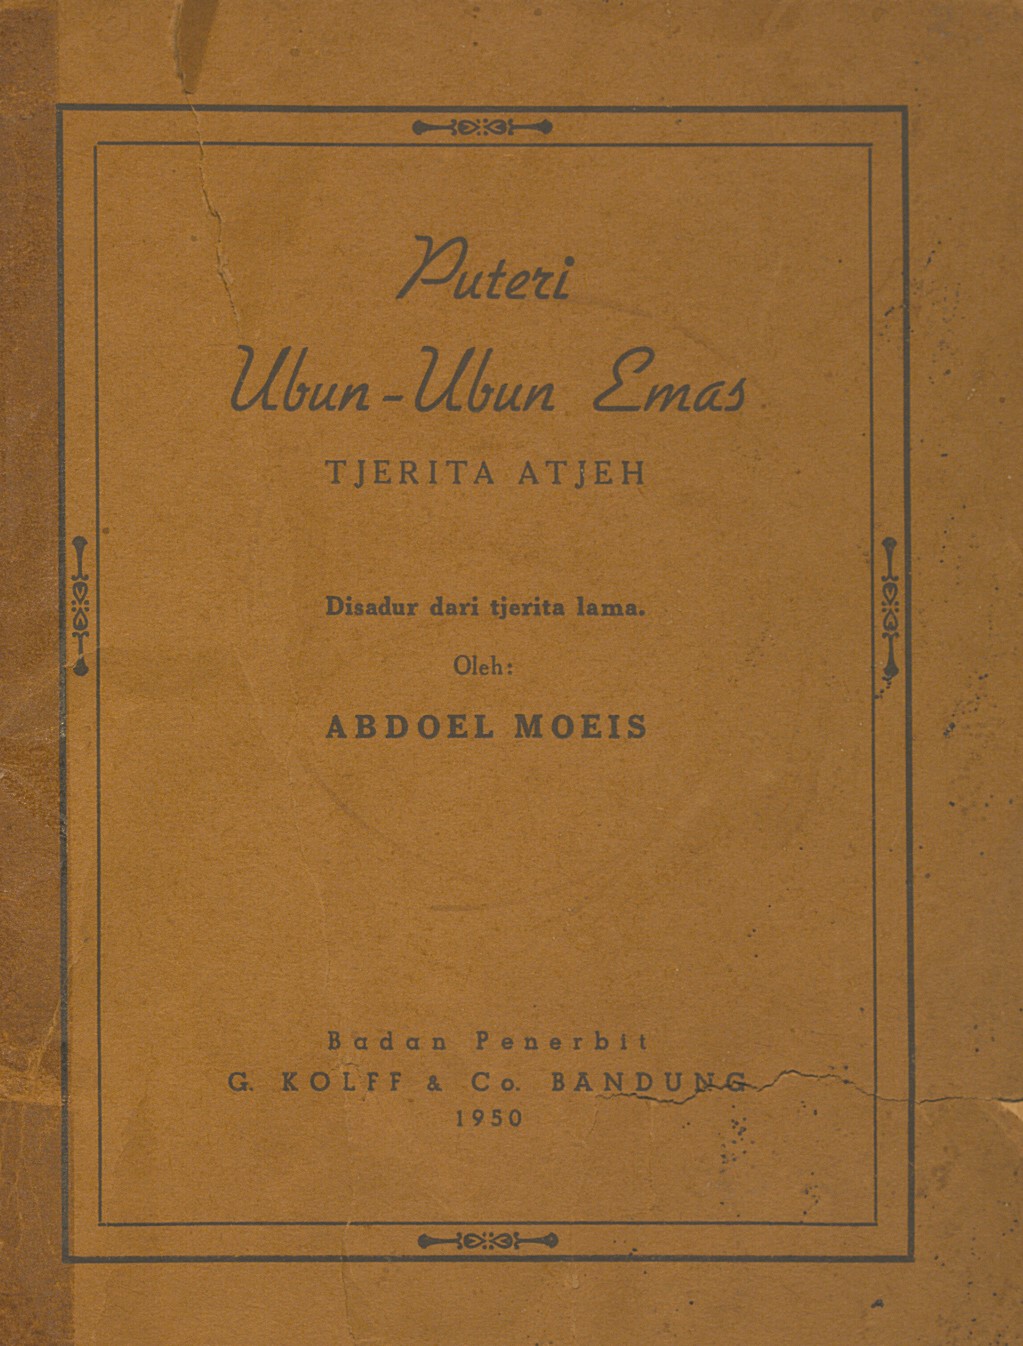 Puteri
Ubun-Ubun Emas
TJERITA ATJEH
Disadur dari tjerita lama.
Oleh:
ABDOEL MOEIS
Badan Penerbit
G. KOLFF & Co. BANDUNG
1950